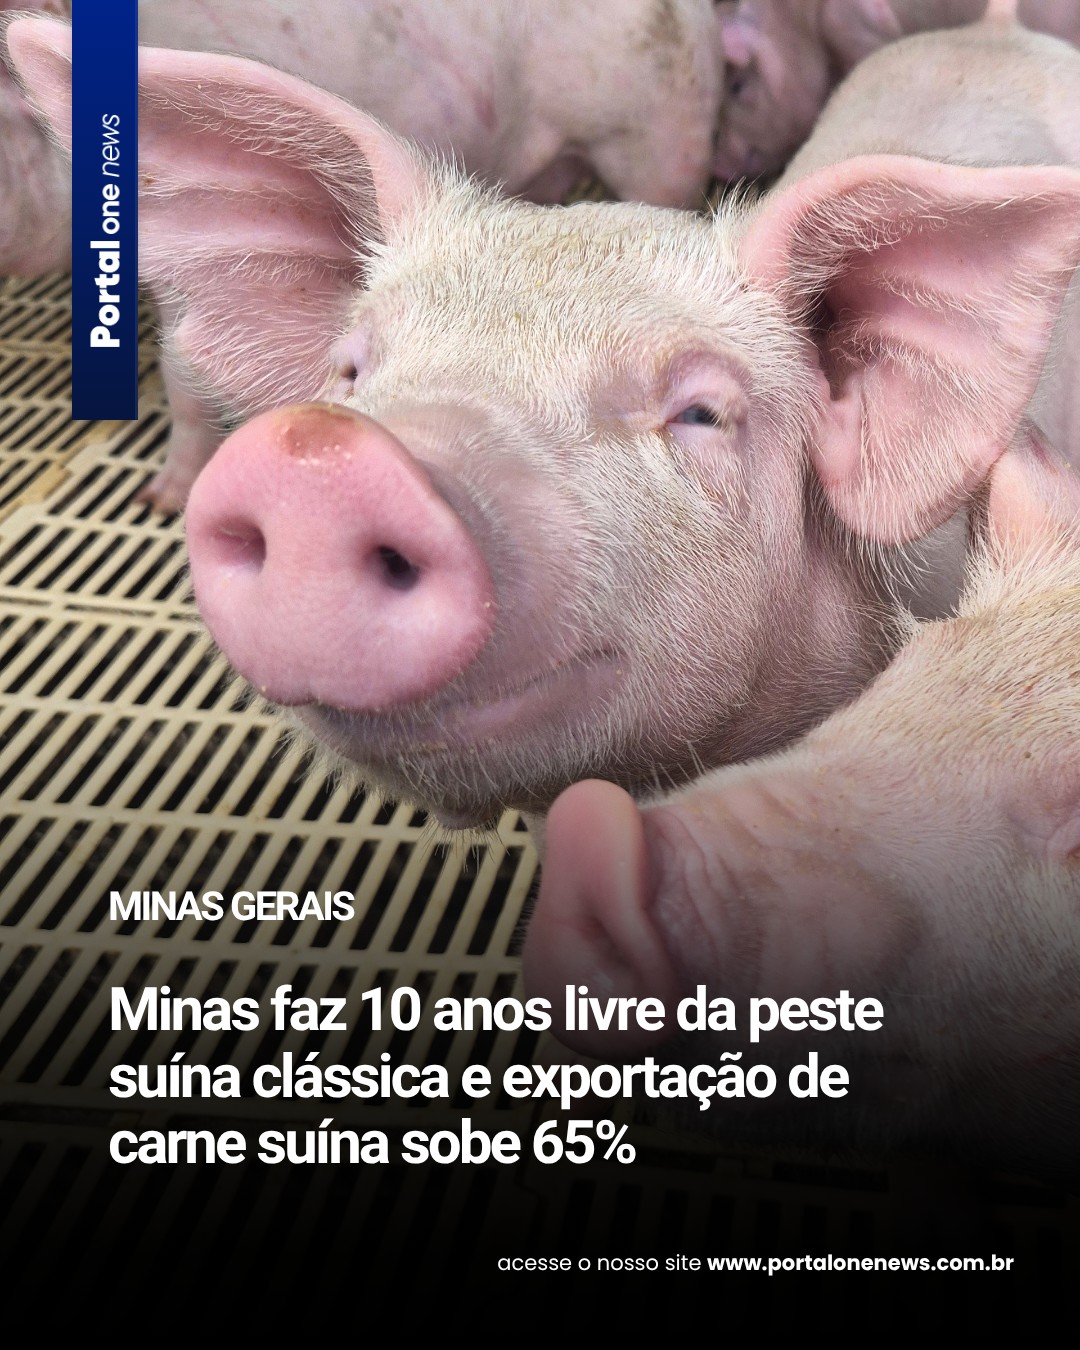 Portal one news
MINAS GERAIS
Minas faz 10 anos livre da peste
suína clássica e exportação de
carne suína sobe 65%
acesse o nosso site www.portalonenews.com.br